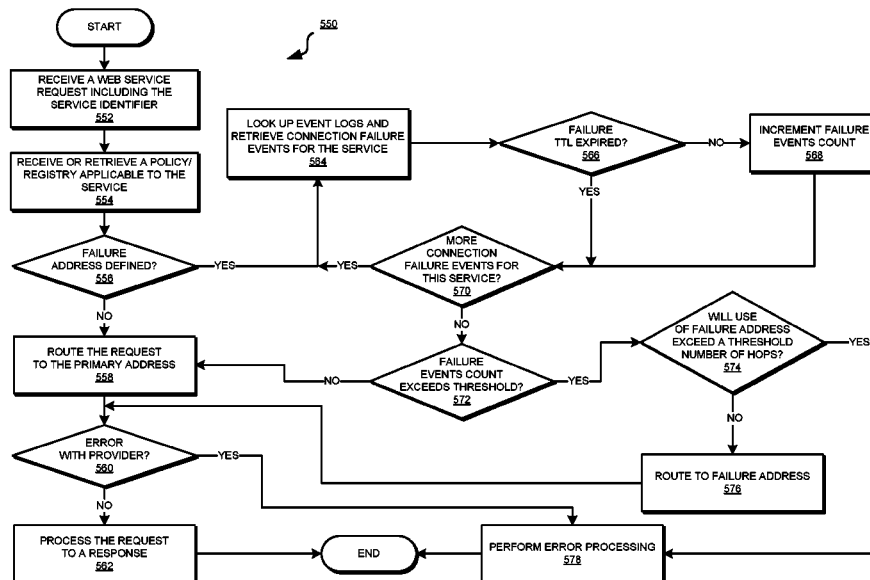 START
550
RECEIVE A WEB SERVICE
REQUEST INCLUDING THE
SERVICE IDENTIFIER
552
RECEIVE OR RETRIEVE A POLICY/
REGISTRY APPLICABLE TO THE
SERVICE
554
FAILURE
ADDRESS DEFINED?
556
YES
NO
LOOK UP EVENT LOGS AND
RETRIEVE CONNECTION FAILURE
EVENTS FOR THE SERVICE
564
FAILURE
TTL EXPIRED?
566
NO
YES
INCREMENT FAILURE
EVENTS COUNT
568
MORE
CONNECTION
FAILURE EVENTS FOR
THIS SERVICE?
570
YES
NO
ROUTE THE REQUEST
TO THE PRIMARY ADDRESS
558
FAILURE
EVENTS COUNT
EXCEEDS THRESHOLD?
572
NO
YES
WILL USE
OF FAILURE ADDRESS
EXCEED A THRESHOLD
NUMBER OF HOPS?
574
YES
NO
ERROR
WITH PROVIDER?
560
YES
NO
ROUTE TO FAILURE ADDRESS
576
PROCESS THE REQUEST
TO A RESPONSE
562
END
PERFORM ERROR PROCESSING
578